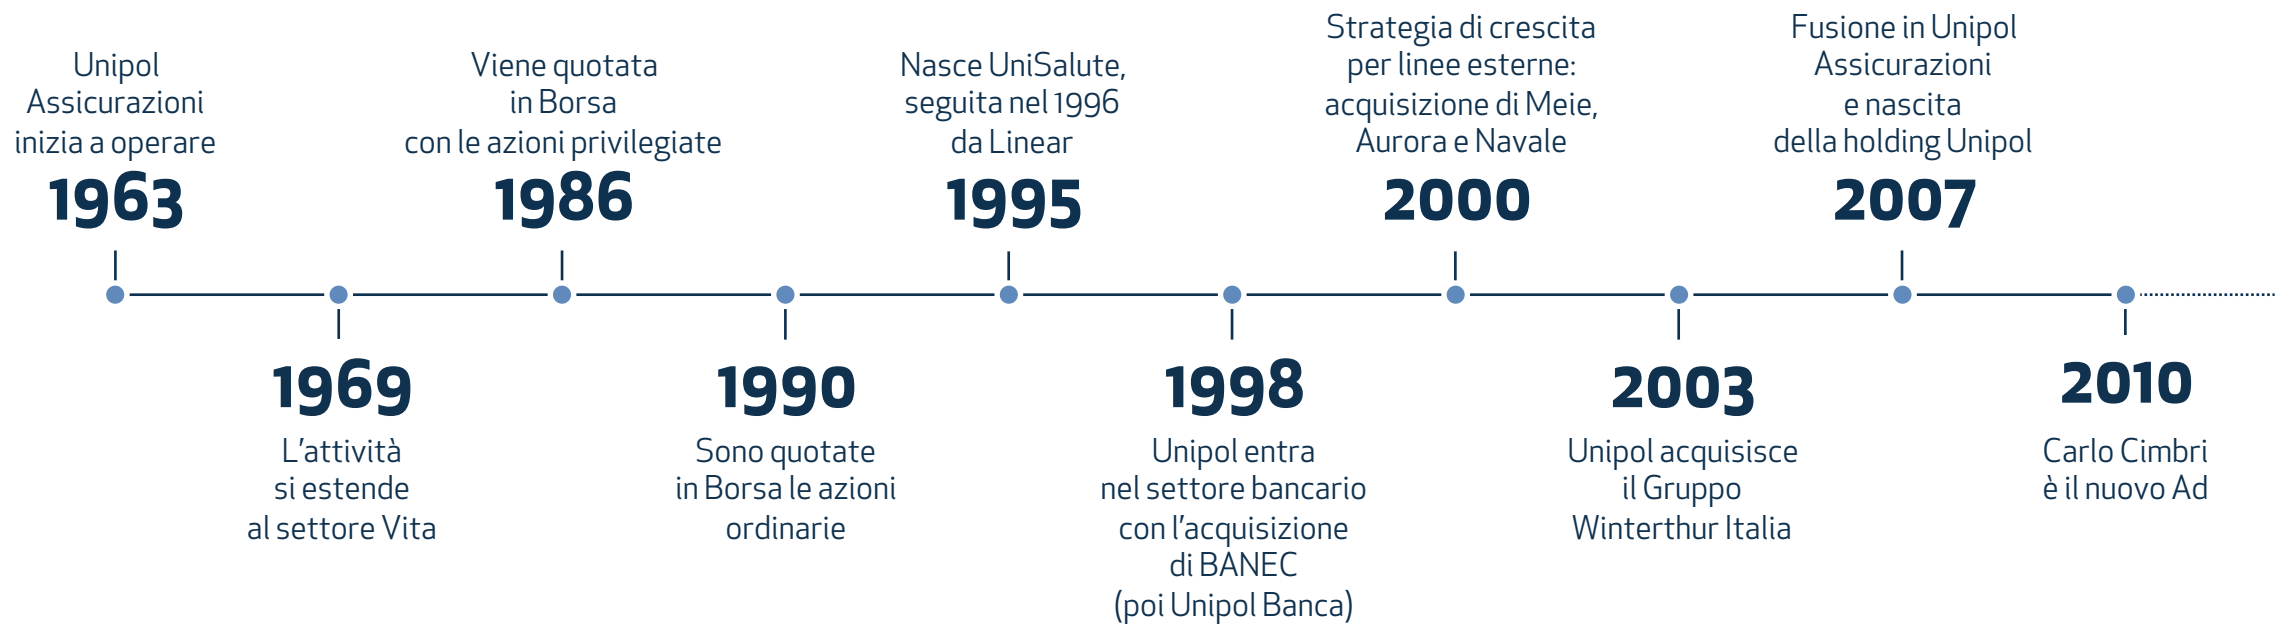 Unipol
Assicurazioni
inizia a operare
1963
1969
L’attività
si estende
al settore Vita
Viene quotata
in Borsa
con le azioni privilegiate
1986
1990
Sono quotate
in Borsa le azioni
ordinarie
Nasce UniSalute,
seguita nel 1996
da Linear
1995
1998
Unipol entra
nel settore bancario
con l’acquisizione
di BANEC
(poi Unipol Banca)
Strategia di crescita
per linee esterne:
acquisizione di Meie,
Aurora e Navale
2000
2003
Unipol acquisisce
il Gruppo
Winterthur Italia
Fusione in Unipol
Assicurazioni
e nascita
della holding Unipol
2007
2010
Carlo Cimbri
è il nuovo Ad